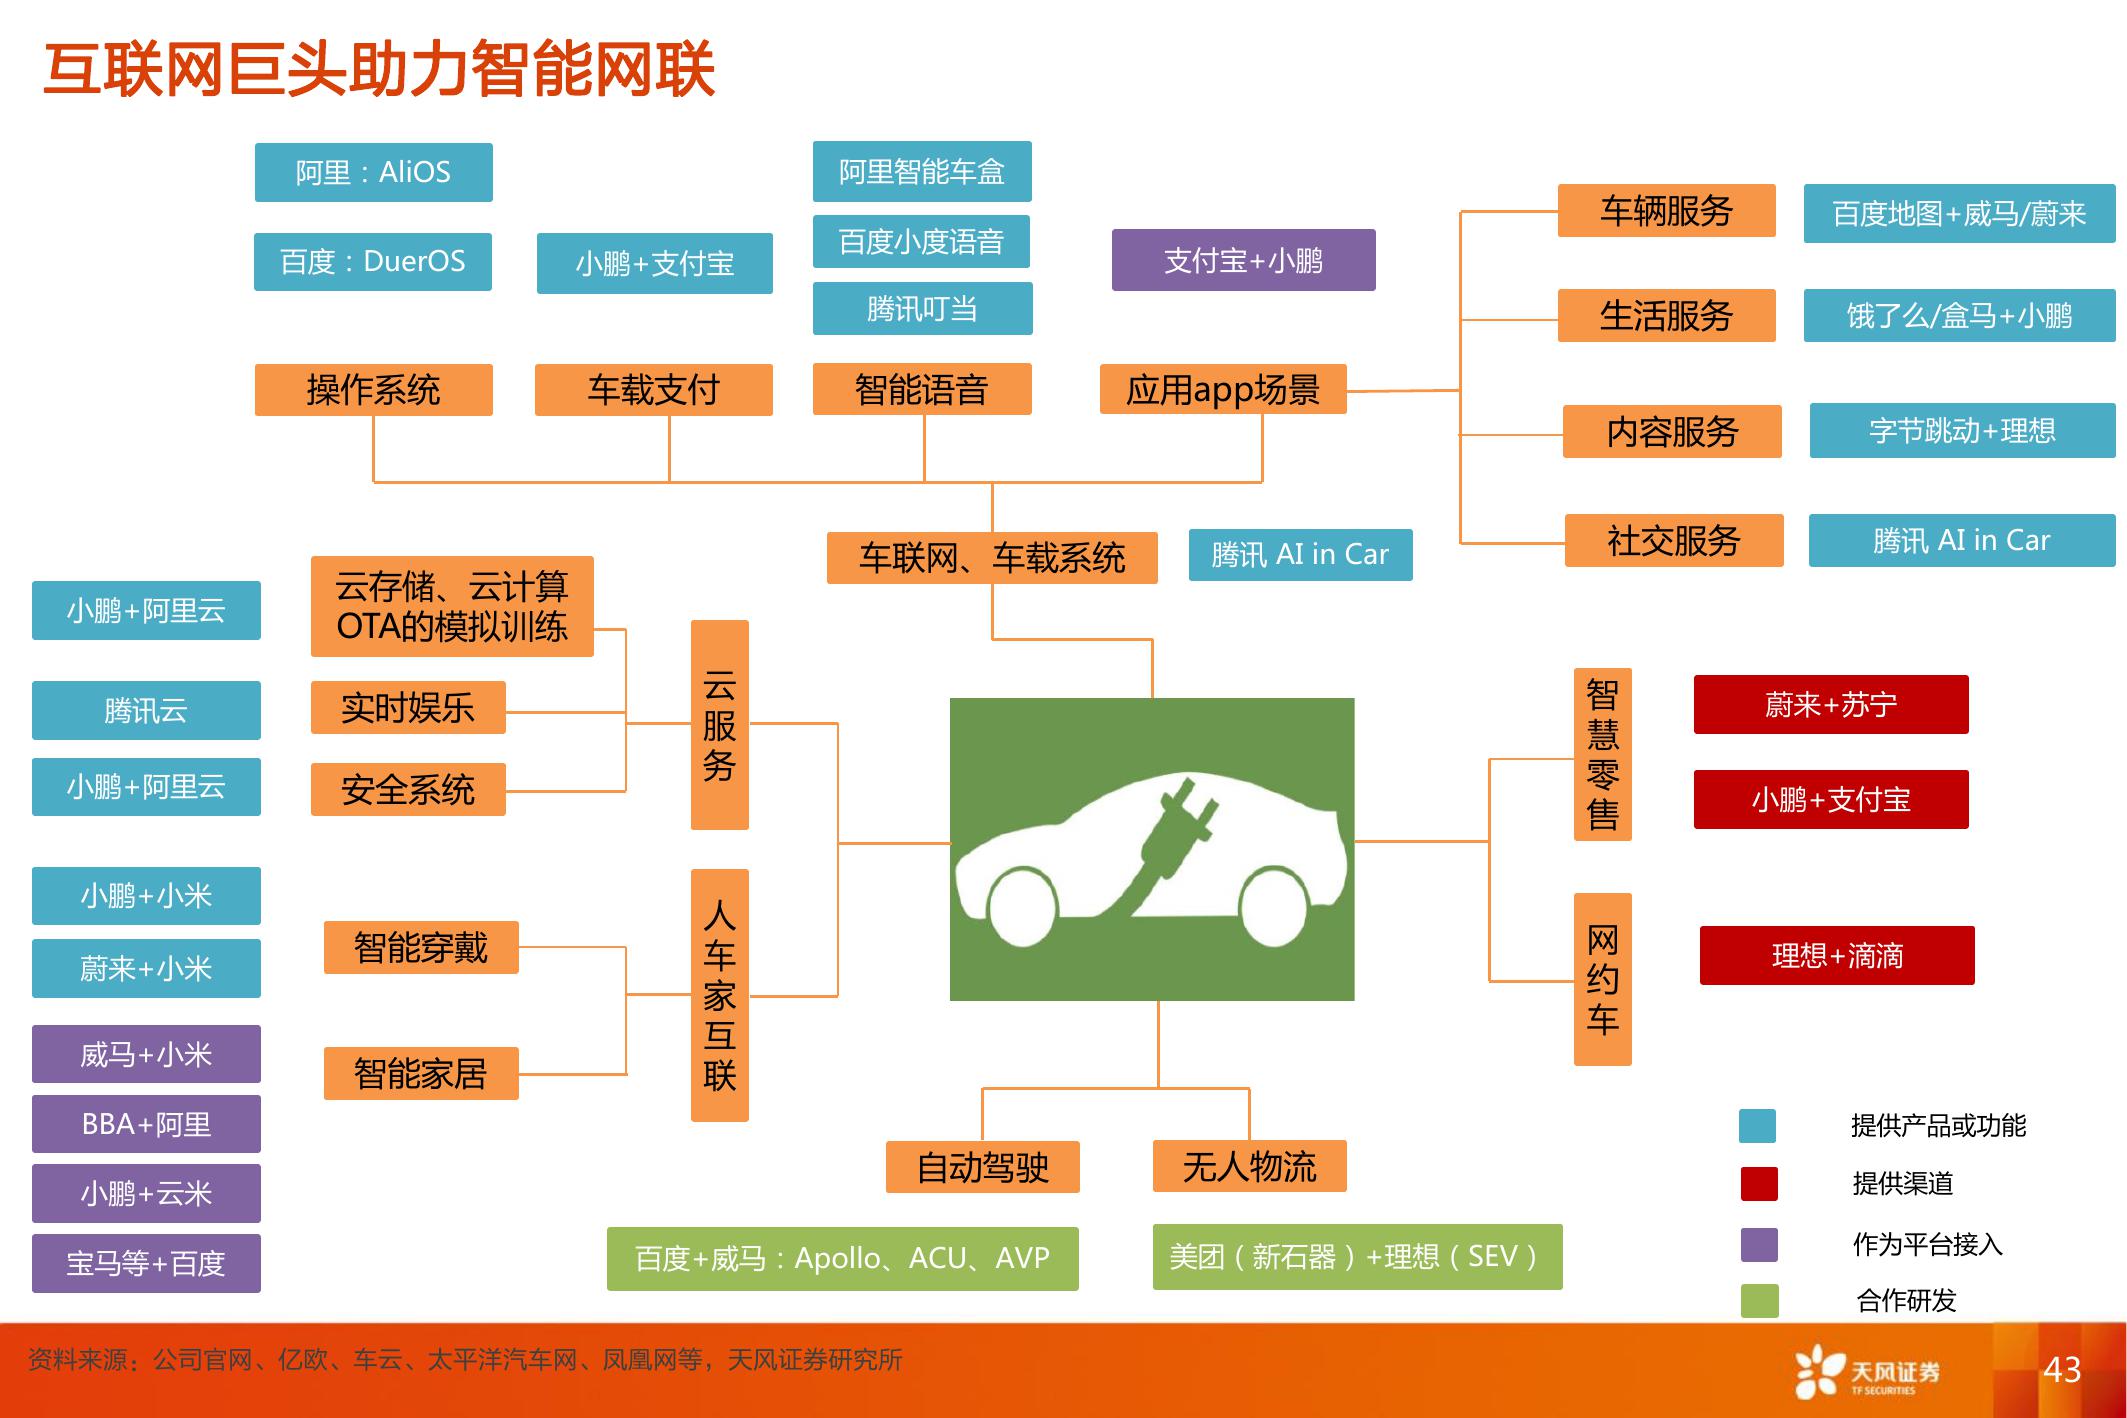 互联网巨头助力智能网联
阿里：AliOS
百度：DuerOS
小鹏+支付宝
阿里智能车盒
百度小度语音
腾讯叮当
支付宝+小鹏
操作系统
车载支付
智能语音
应用app场景
车辆服务
百度地图+威马/蔚来
生活服务
饿了么/盒马+小鹏
内容服务
字节跳动+理想
社交服务
腾讯 AI in Car
车联网、车载系统
腾讯 AI in Car
小鹏+阿里云
云存储、云计算
OTA的模拟训练
腾讯云
实时娱乐
小鹏+阿里云
安全系统
云服务
小鹏+小米
蔚来+小米
威马+小米
BBA+阿里
小鹏+云米
宝马等+百度
智能穿戴
智能家居
人车家互联
智慧零售
蔚来+苏宁
小鹏+支付宝
网约车
理想+滴滴
自动驾驶
无人物流
百度+威马：Apollo、ACU、AVP
美团（新石器）+理想（SEV）
提供产品或功能
提供渠道
作为平台接入
合作研发
资料来源：公司官网、亿欧、车云、太平洋汽车网、凤凰网等，天风证券研究所
天风证券
TF SECURITIES
43